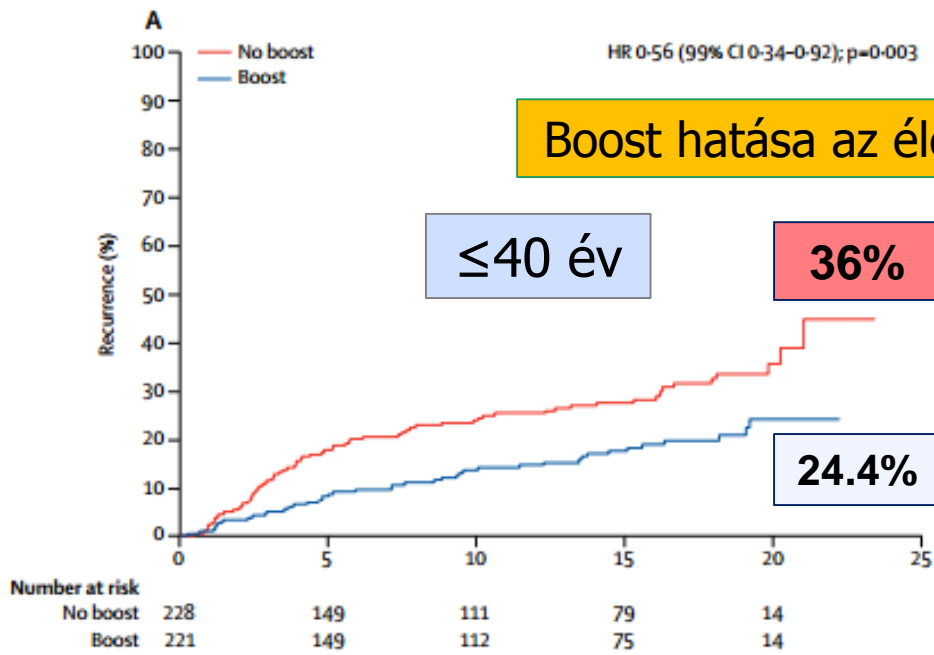 A
100
No boost
HR 0·56 (99% CI 0·34–0·92); p=0·003
Boost
90
Boost hatása az
80
70
≤40 év
36%
60
50
40
30
20
24.4%
10
0
Recurrence (%)
0 5 10 15 20 25
Number at risk
No boost 228 149 111 79 14
Boost 221 149 112 75 14